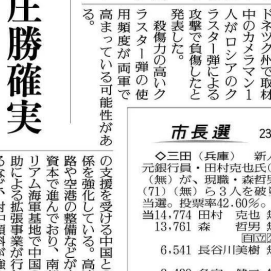 圧勝確実
ドネツク州で取材
中のカメラマン1
人がロシアのク
ラスター弾による
攻撃で負傷したと
発表した。
殺傷力の高いク
ラスター弾の使
用頻度が両軍で
高まっている可能性があ
る。
の支援を受ける中国と
係を強化している。高
路や空港の整備などが
資本で進んでおり、南
リアム海軍基地で中国
助による拡張事業が行
市長選
23
◇三田（兵庫） 新人
元銀行員・田村克也氏(
(無)が、現職・森哲男
(71)(無)ら3人を破り
当選。投票率42.60%。
当14,774 田村 克也 無
13,761 森 哲男
自立公
6,541 長谷川美樹